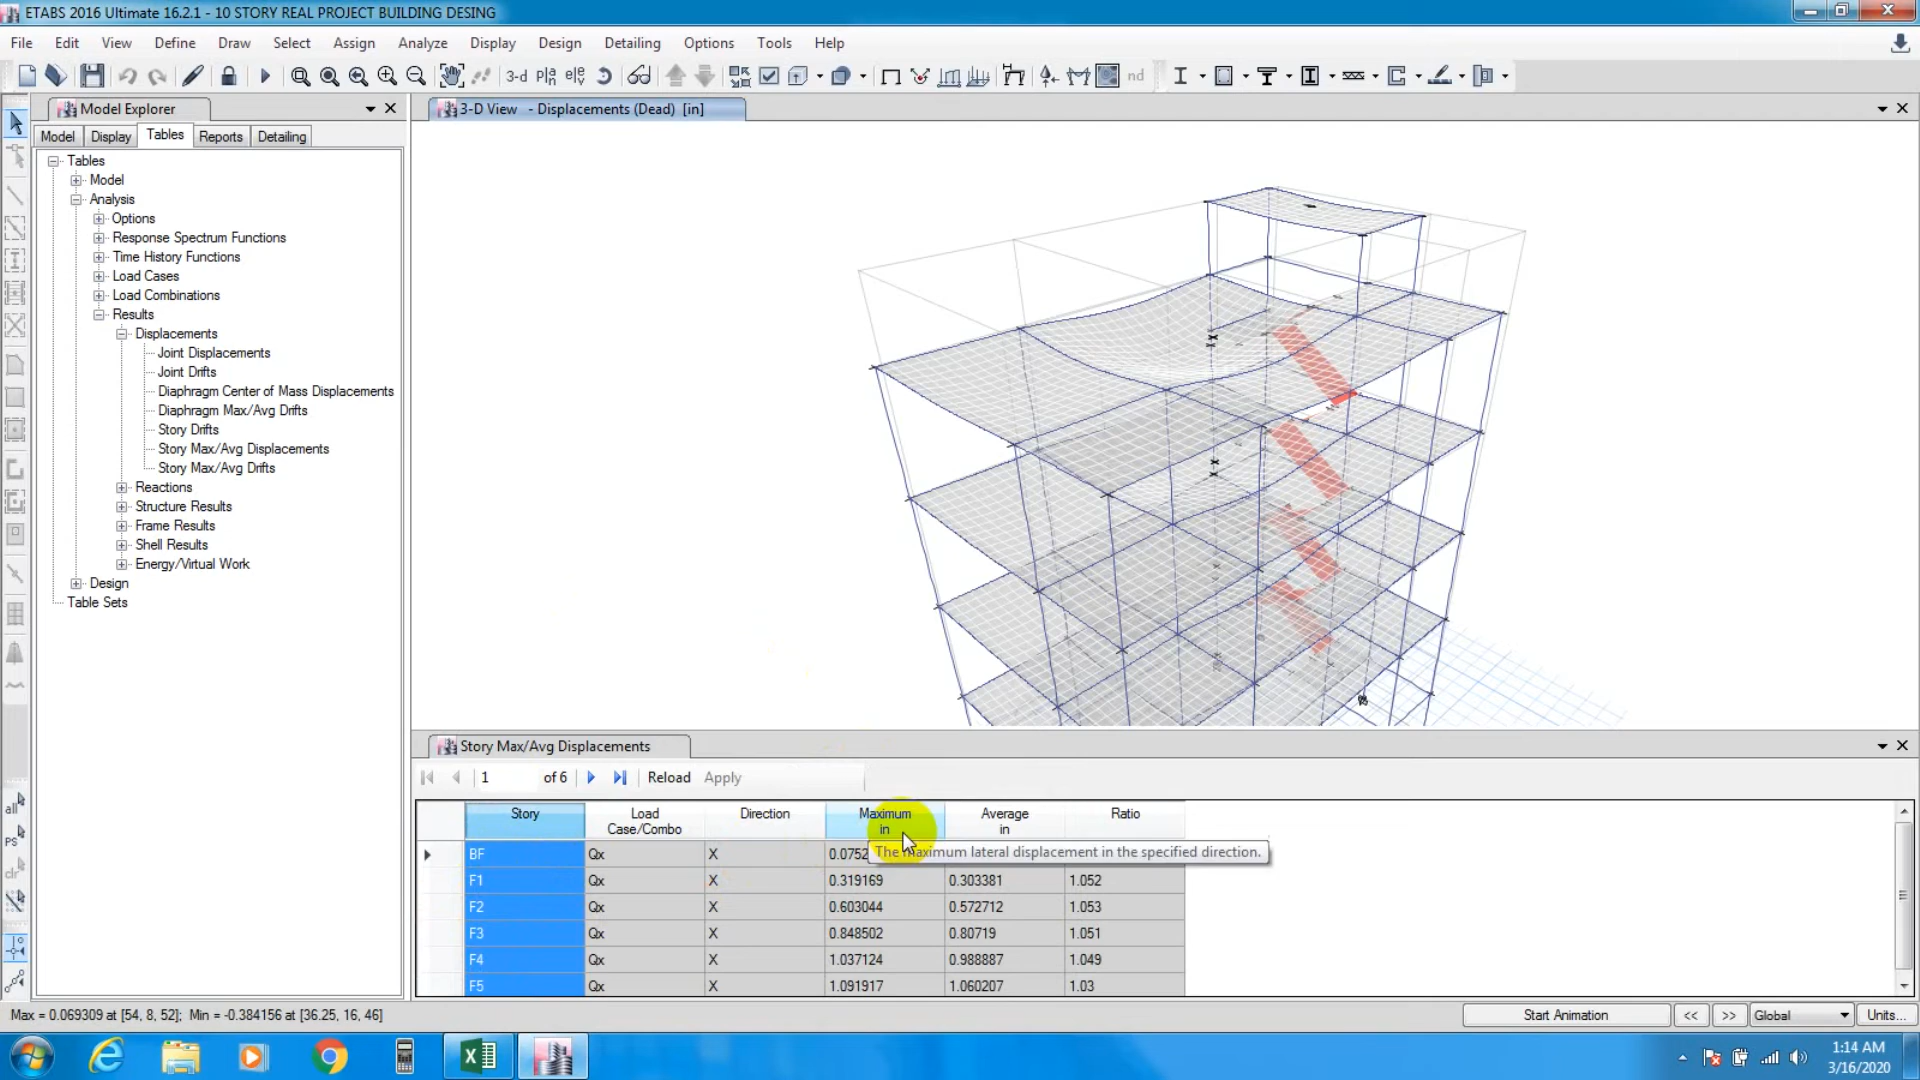 ETABS 2016 Ultimate 16.2.1 - 10 STORY REAL PROJECT BUILDING DESING
File Edit View Define Draw Select Assign Analyze Display Design Detailing Options Tools Help
3-d nd
Model Explorer
3-D View - Displacements (Dead) [in]
Model Display Tables Reports Detailing
Tables
Model
Analysis
Options
Response Spectrum Functions
Time History Functions
Load Cases
Load Combinations
Results
Displacements
Joint Displacements
Joint Drifts
Diaphragm Center of Mass Displacements
Diaphragm Max/Avg Drifts
Story Drifts
Story Max/Avg Displacements
Story Max/Avg Drifts
Reactions
Structure Results
Frame Results
Shell Results
Energy/Virtual Work
Design
Table Sets
all
PS
clr
Story Max/Avg Displacements
1 of 6 Reload Apply
Story Load Case/Combo Direction Maximum in Average in Ratio
BF Qx X 0.0752
The maximum lateral displacement in the specified direction.
F1 Qx X 0.319169 0.303381 1.052
F2 Qx X 0.603044 0.572712 1.053
F3 Qx X 0.848502 0.80719 1.051
F4 Qx X 1.037124 0.988887 1.049
F5 Qx X 1.091917 1.060207 1.03
Max = 0.069309 at [54, 8, 52]; Min = -0.384156 at [36.25, 16, 46]
Start Animation << >> Global Units...
1:14 AM
3/16/2020